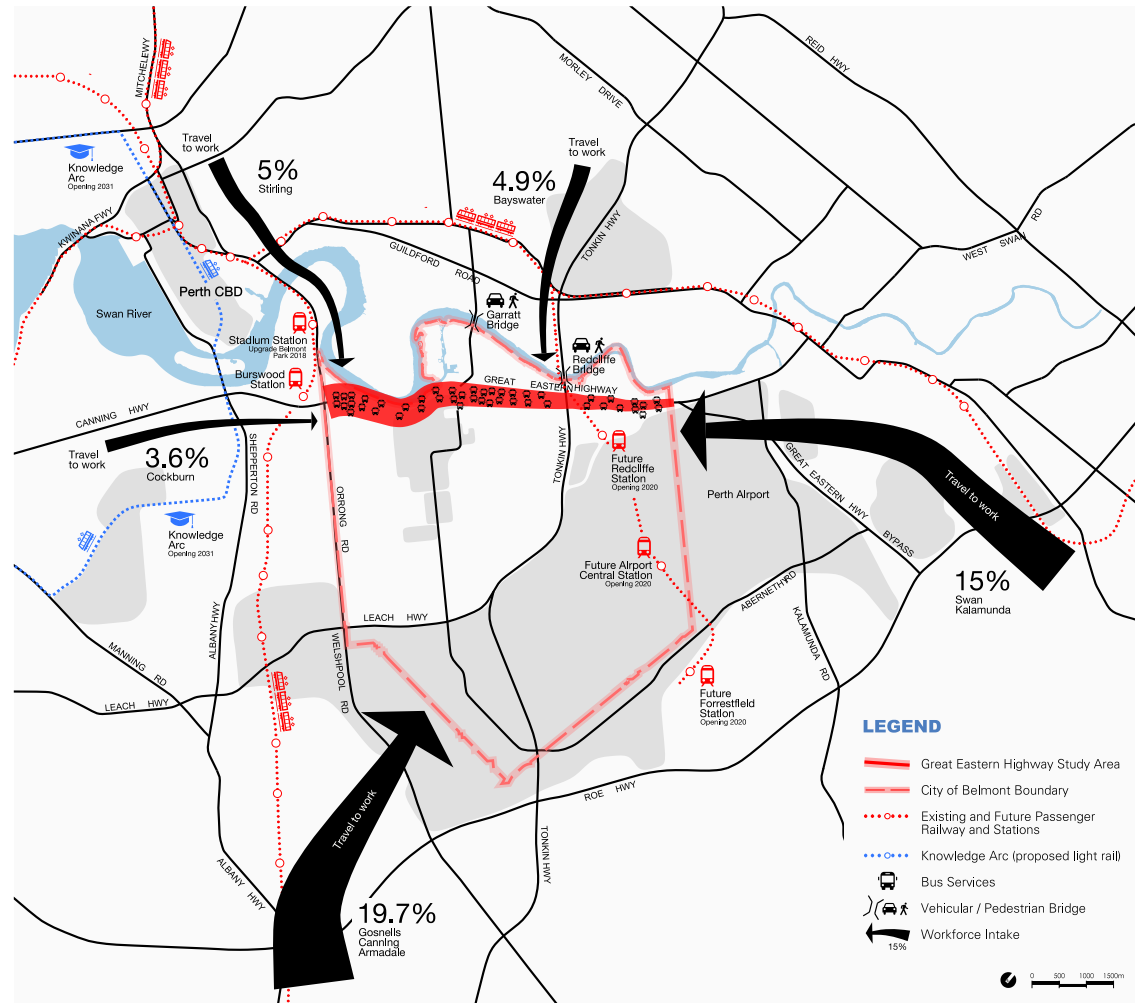 MITCHELEWY
REID HWY
MORLEY DRIVE
Travel
to work
5%
Stirling
Travel
to work
4.9%
Bayswater
Knowledge
Arc
Opening 2031
KWINANA FWY
TONKIN HWY
WEST SWAN RD
GUILDFORD ROAD
Perth CBD
Swan River
Garratt
Bridge
Stadium Station
Upgrade Belmont
Park 2018
Redcliffe
Bridge
Burswood
Station
GREAT EASTERN HIGHWAY
CANNING HWY
Travel
to work
3.6%
Cockburn
SHEPPERTON RD
TONKIN HWY
Future
Redcliffe
Station
Opening 2020
GREAT EASTERN HWY BYPASS
Travel to work
Perth Airport
ORRONG RD
Knowledge
Arc
Opening 2031
Future Airport
Central Station
Opening 2020
15%
Swan
Kalamunda
ABERNETHY RD
KALAMUNDA RD
LEACH HWY
ALBANY HWY
MANNING RD
WELSHPOOL RD
LEACH HWY
Future
Forrestfield
Station
Opening 2020
LEGEND
Great Eastern Highway Study Area
City of Belmont Boundary
Existing and Future Passenger
Railway and Stations
Knowledge Arc (proposed light rail)
Bus Services
Vehicular / Pedestrian Bridge
Workforce Intake
15%
ROE HWY
Travel to work
TONKIN HWY
ALBANY HWY
19.7%
Gosnells
Canning
Armadale
0 500 1000 1500m